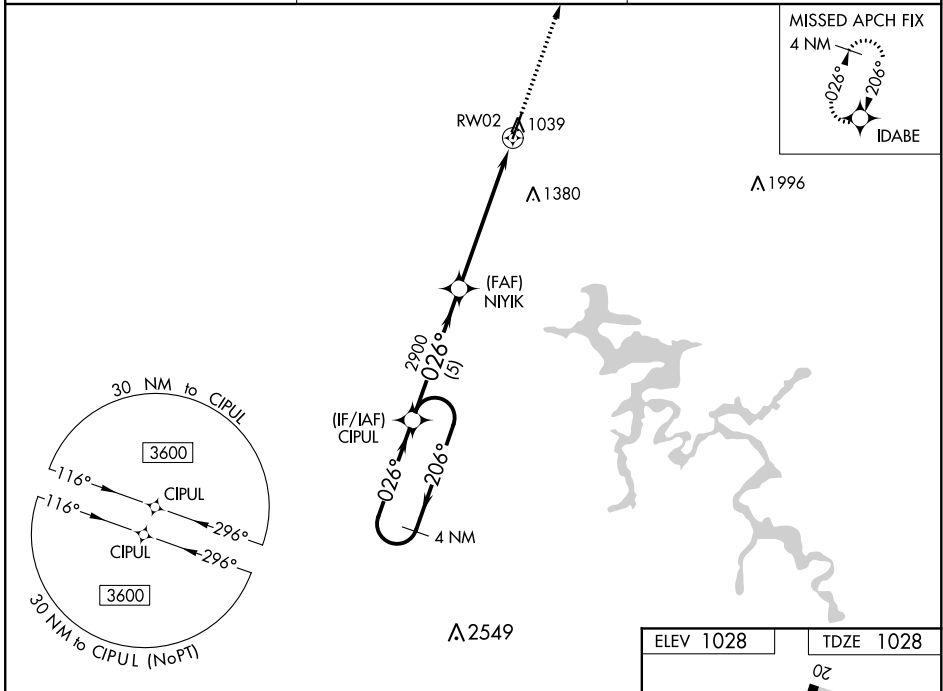 MISSED APCH FIX
4 NM
026°
206°
IDABE
RW02
1039
1380
1996
(FAF)
NIYIK
2900
026°
(5)
(IF/IAF)
CIPUL
026°
206°
4 NM
30 NM to CIPUL
3600
116°
CIPUL
296°
116°
CIPUL
296°
3600
30 NM to CIPUL (NoPT)
2549
ELEV 1028
TDZE 1028
20